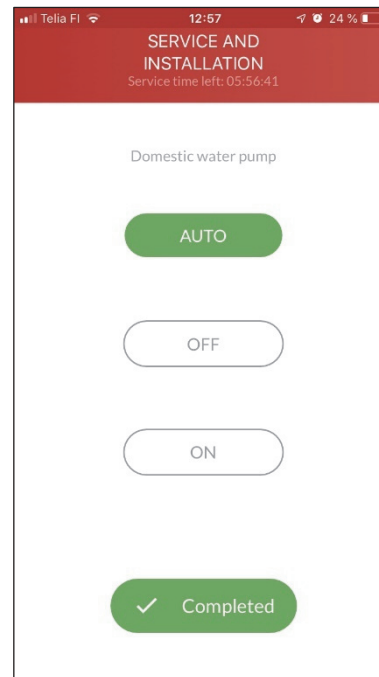 Telia FI 12:57 24 %
SERVICE AND
INSTALLATION
Service time left: 05:56:41
Domestic water pump
AUTO
OFF
ON
Completed